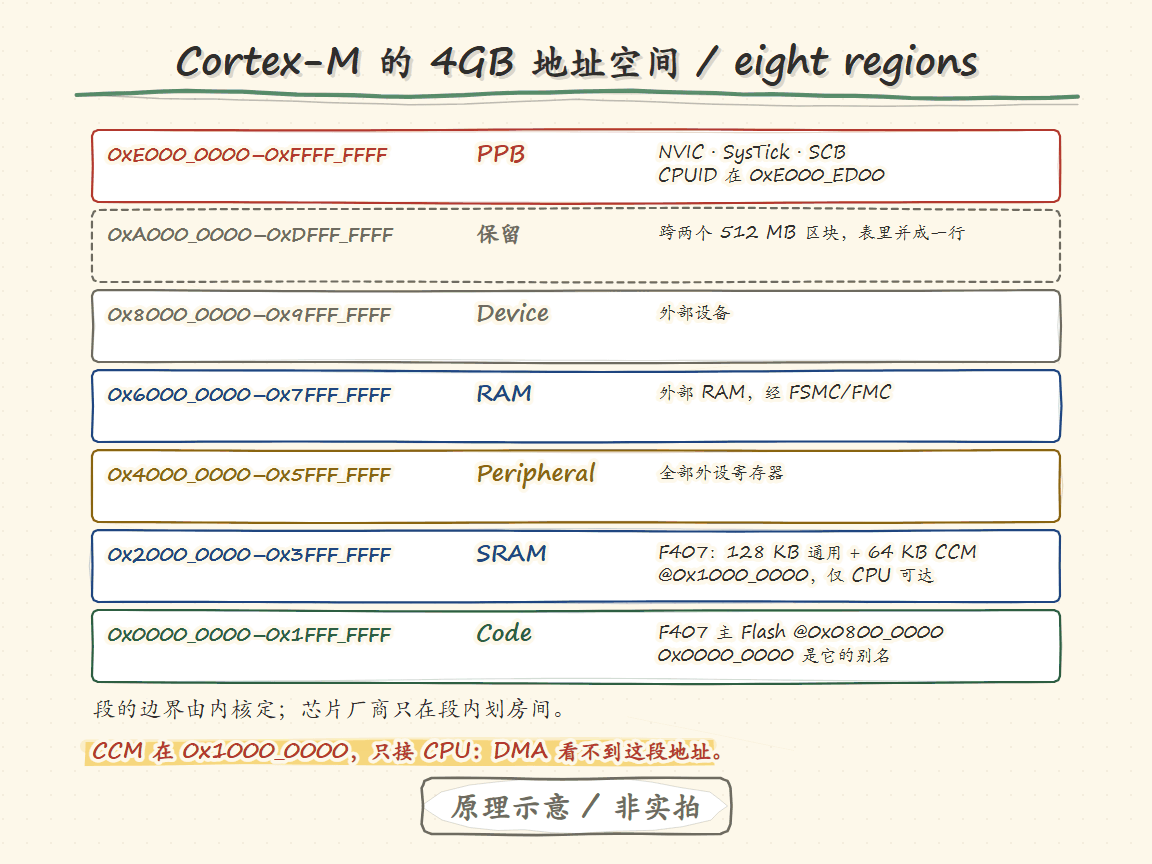 Cortex-M 的 4GB 地址空间 / eight regions
0xE000_0000–0xFFFF_FFFF PPB NVIC · SysTick · SCB
CPUID 在 0xE000_ED00
0xA000_0000–0xDFFF_FFFF 保留 跨两个 512 MB 区块，表里并成一行
0x8000_0000–0x9FFF_FFFF Device 外部设备
0x6000_0000–0x7FFF_FFFF RAM 外部 RAM，经 FSMC/FMC
0x4000_0000–0x5FFF_FFFF Peripheral 全部外设寄存器
0x2000_0000–0x3FFF_FFFF SRAM F407：128 KB 通用 + 64 KB CCM
@0x1000_0000，仅 CPU 可达
0x0000_0000–0x1FFF_FFFF Code F407 主 Flash @0x0800_0000
0x0000_0000 是它的别名
段的边界由内核定；芯片厂商只在段内划房间。
CCM 在 0x1000_0000，只接 CPU：DMA 看不到这段地址。
原理示意 / 非实拍